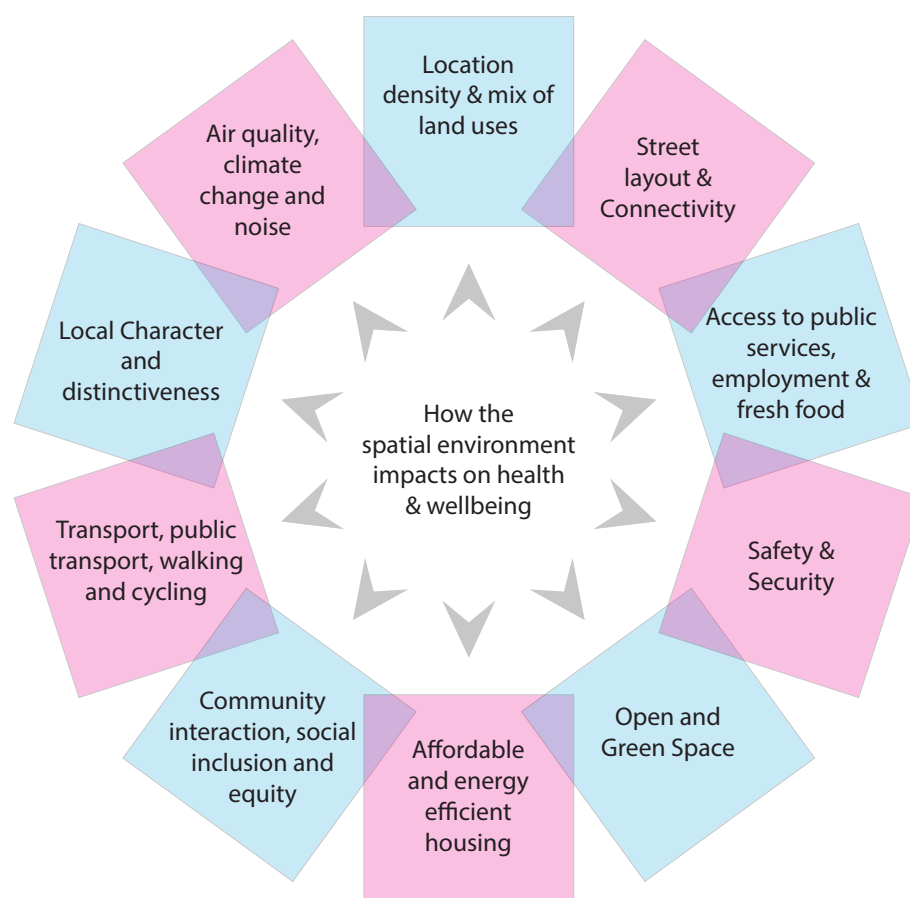 Location
density & mix of
land uses
Street
layout &
Connectivity
Access to public
services,
employment &
fresh food
Safety &
Security
Open and
Green Space
Affordable
and energy
efficient
housing
Community
interaction, social
inclusion and
equity
Transport, public
transport, walking
and cycling
Local Character
and
distinctiveness
Air quality,
climate
change and
noise
How the
spatial environment
impacts on health
& wellbeing